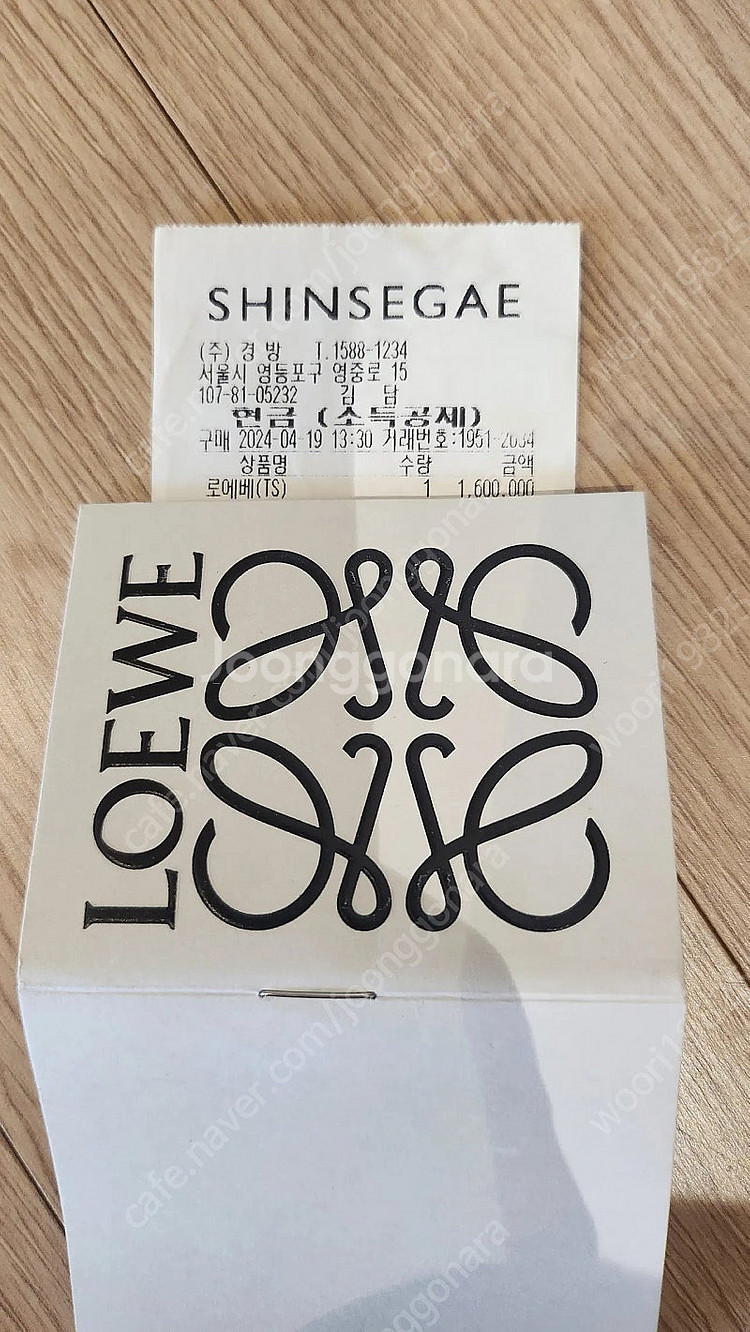 SHINSEGAE
(주) 경 방 T.1588-1234
서울시 영등포구 영중로 15
107-81-05232 김 담
현금 (소득공제)
구매 2024-04-19 13:30 거래번호:1951-2034
상품명 수량 금액
로에베(TS) 1 1,600,000
LOEWE
Joonggonara
cafe.naver.com/joonggonara